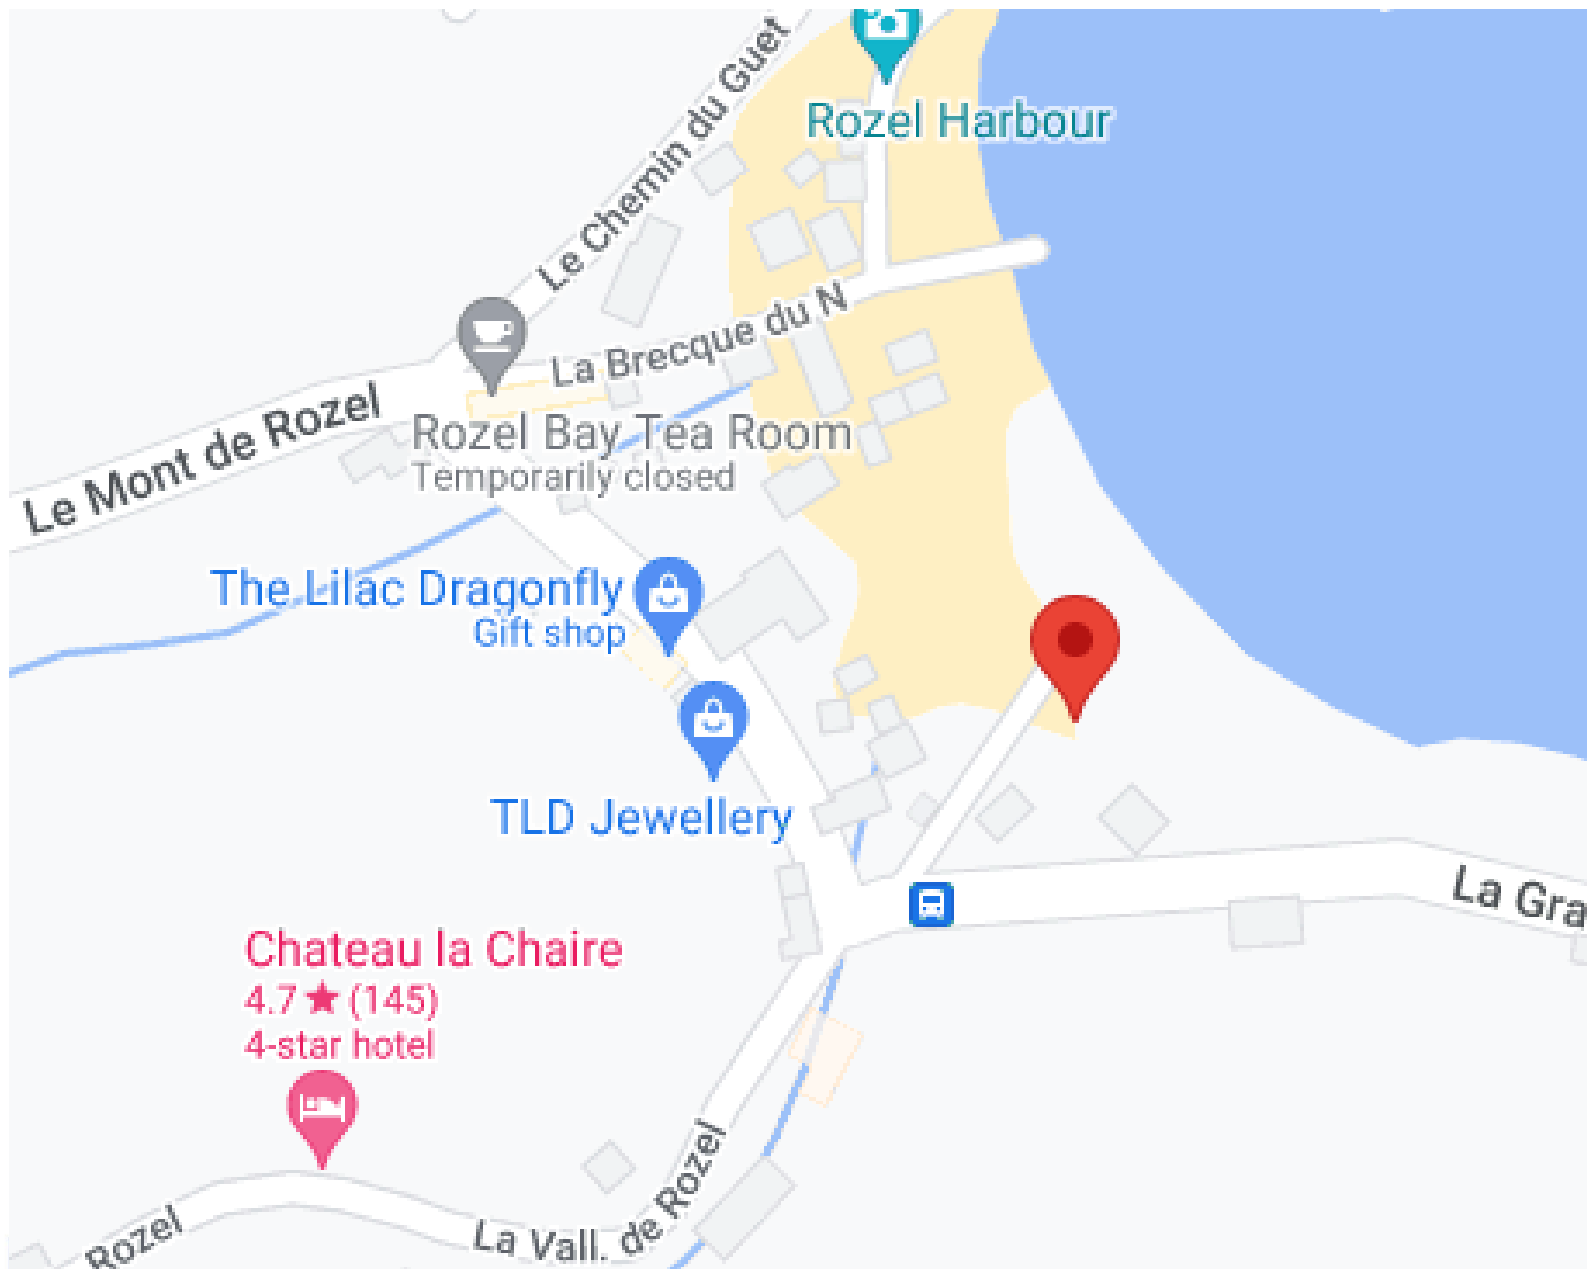 Le Chemin du Guet
Rozel Harbour
La Brecque du N
Le Mont de Rozel
Rozel Bay Tea Room
Temporarily closed
The Lilac Dragonfly
Gift shop
TLD Jewellery
La Gra
Chateau la Chaire
4.7 ★ (145)
4-star hotel
Rozel
La Vall. de Rozel